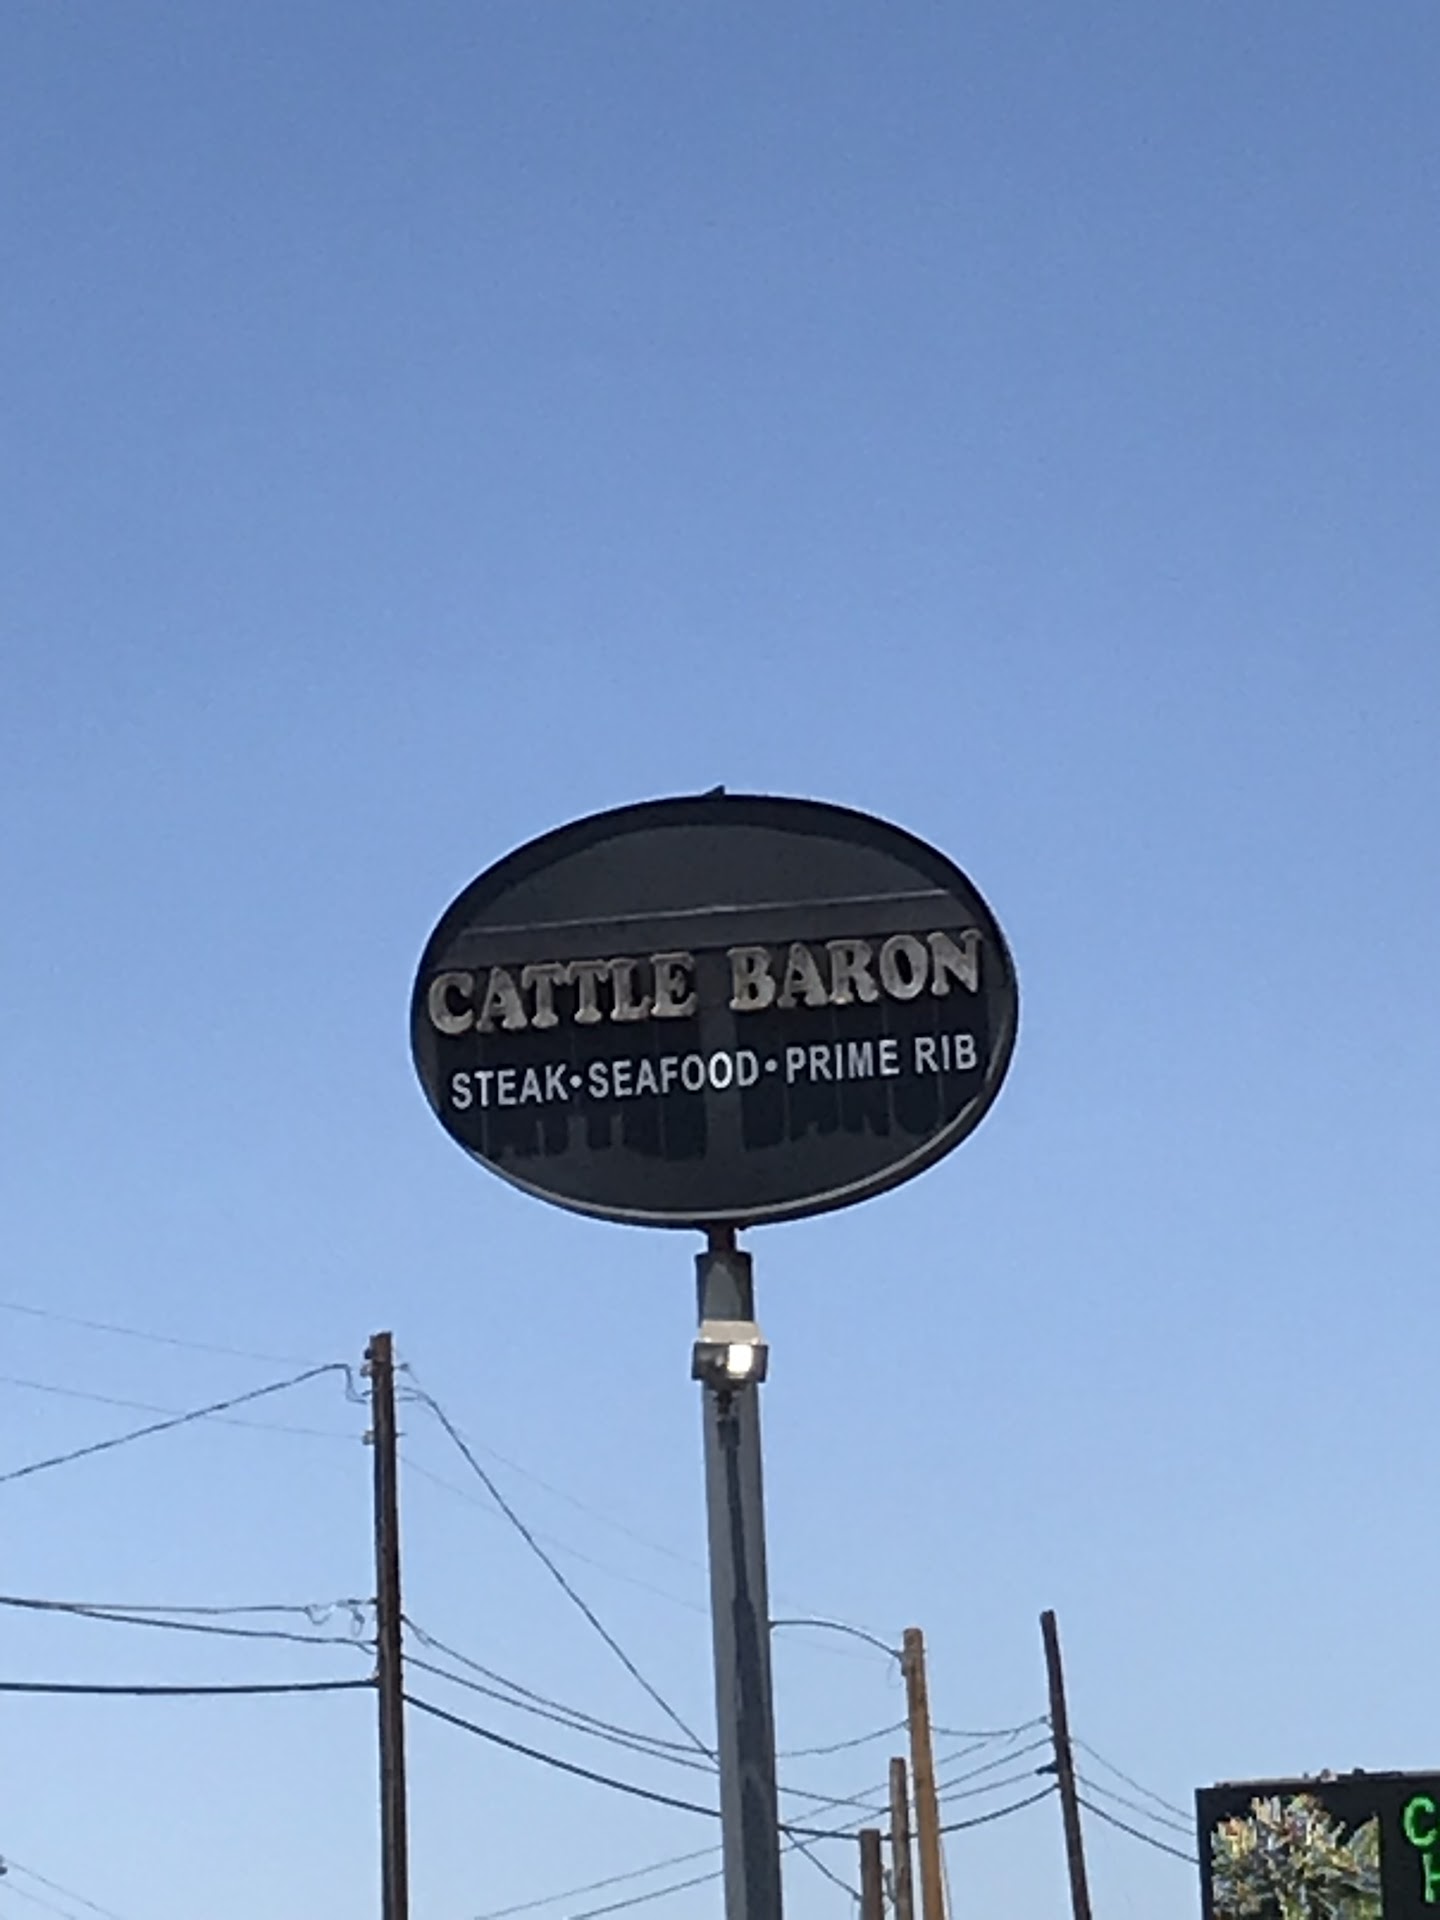 CATTLE BARON
STEAK•SEAFOOD•PRIME RIB
C
H